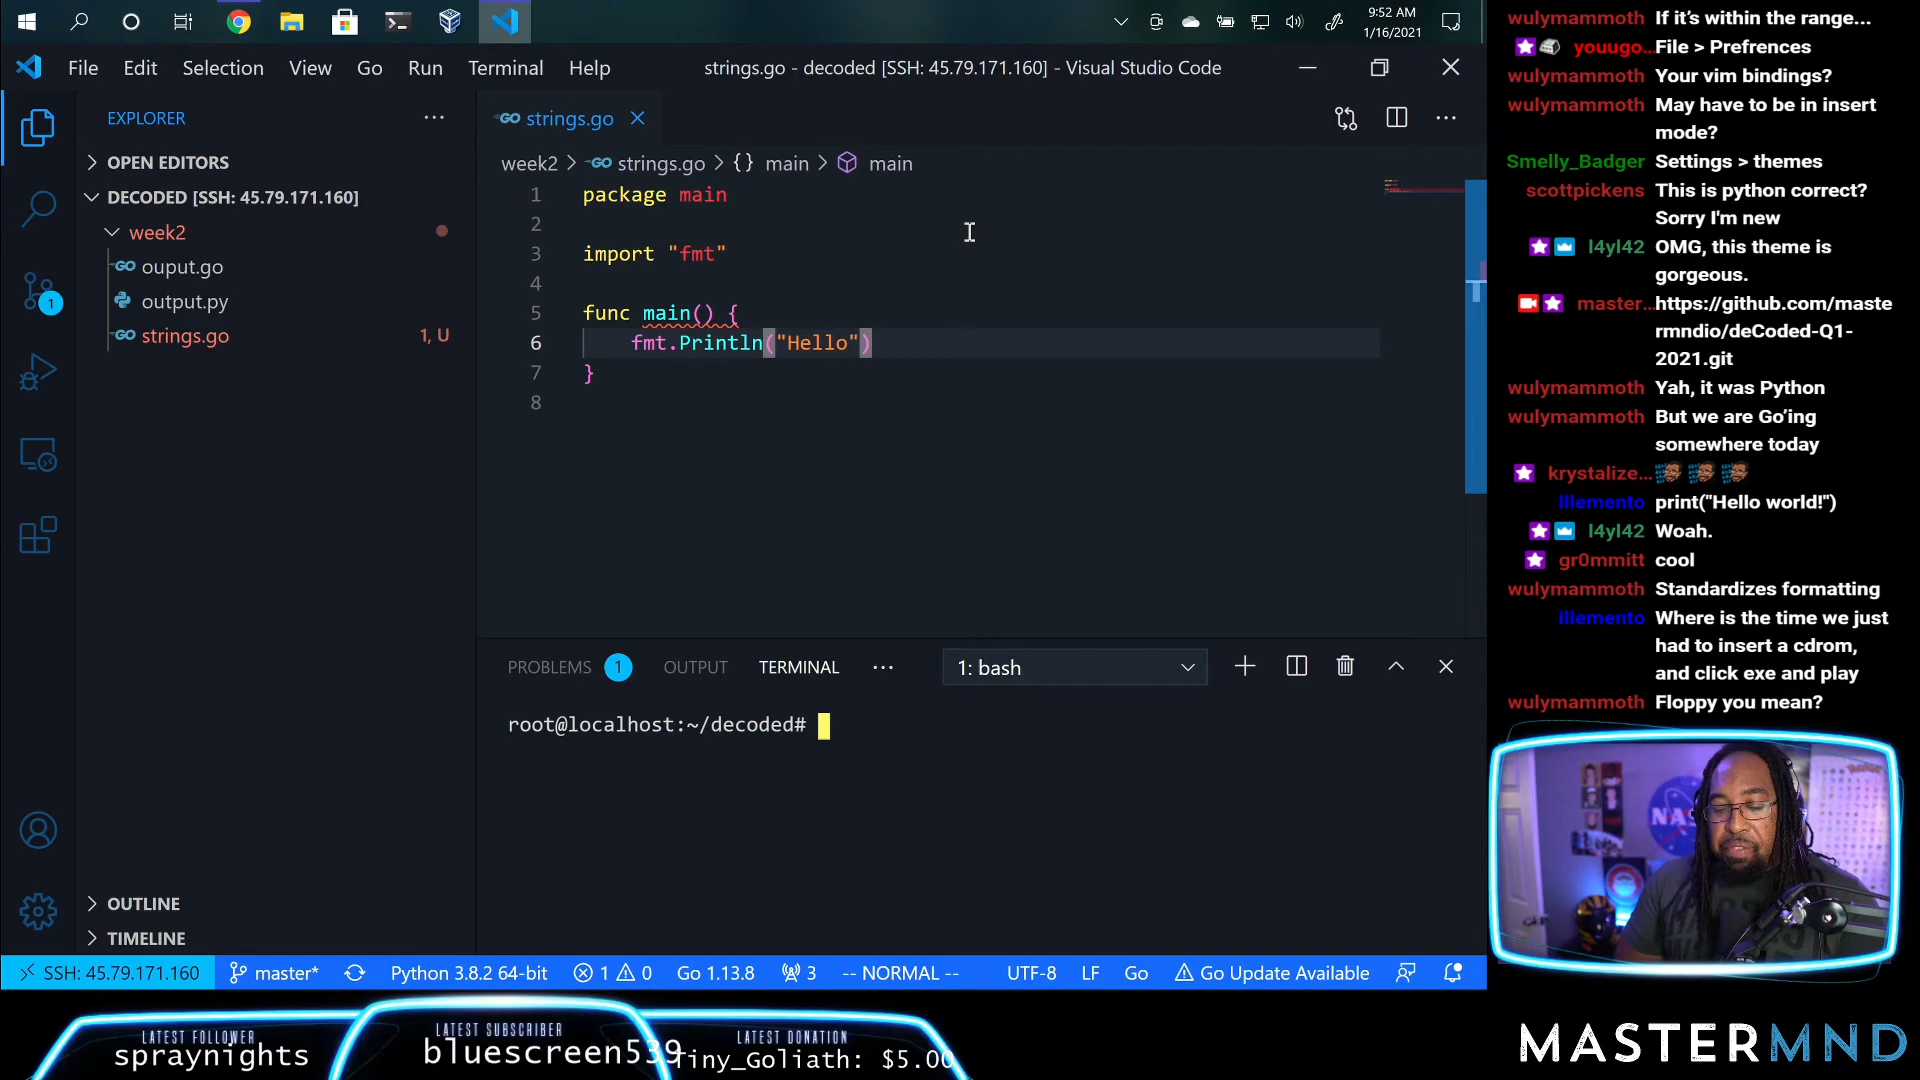 9:52 AM
1/16/2021
File Edit Selection View Go Run Terminal Help
strings.go - decoded [SSH: 45.79.171.160] - Visual Studio Code
EXPLORER
OPEN EDITORS
DECODED [SSH: 45.79.171.160]
week2
GO ouput.go
output.py
GO strings.go 1, U
1
GO strings.go
week2 > GO strings.go > {} main > main
1 package main
2
3 import "fmt"
4
5 func main() {
6 fmt.Println("Hello")
7 }
8
PROBLEMS 1 OUTPUT TERMINAL
1: bash
root@localhost:~/decoded#
OUTLINE
TIMELINE
SSH: 45.79.171.160 master* Python 3.8.2 64-bit 1 0 Go 1.13.8 3 -- NORMAL -- UTF-8 LF Go Go Update Available
wulymammoth If it's within the range...
youugo... File > Prefrences
wulymammoth Your vim bindings?
wulymammoth May have to be in insert
mode?
Smelly_Badger Settings > themes
scottpickens This is python correct?
Sorry I'm new
l4yl42 OMG, this theme is
gorgeous.
master... https://github.com/maste
rmndio/deCoded-Q1-
2021.git
wulymammoth Yah, it was Python
wulymammoth But we are Go'ing
somewhere today
krystalize...
print("Hello world!")
l4yl42 Woah.
gr0mmitt cool
wulymammoth Standardizes formatting
Where is the time we just
had to insert a cdrom,
and click exe and play
wulymammoth Floppy you mean?
NASA
LATEST FOLLOWER
spraynights
LATEST SUBSCRIBER
bluescreen539
LATEST DONATION
Tiny_Goliath: $5.00
MASTERMND